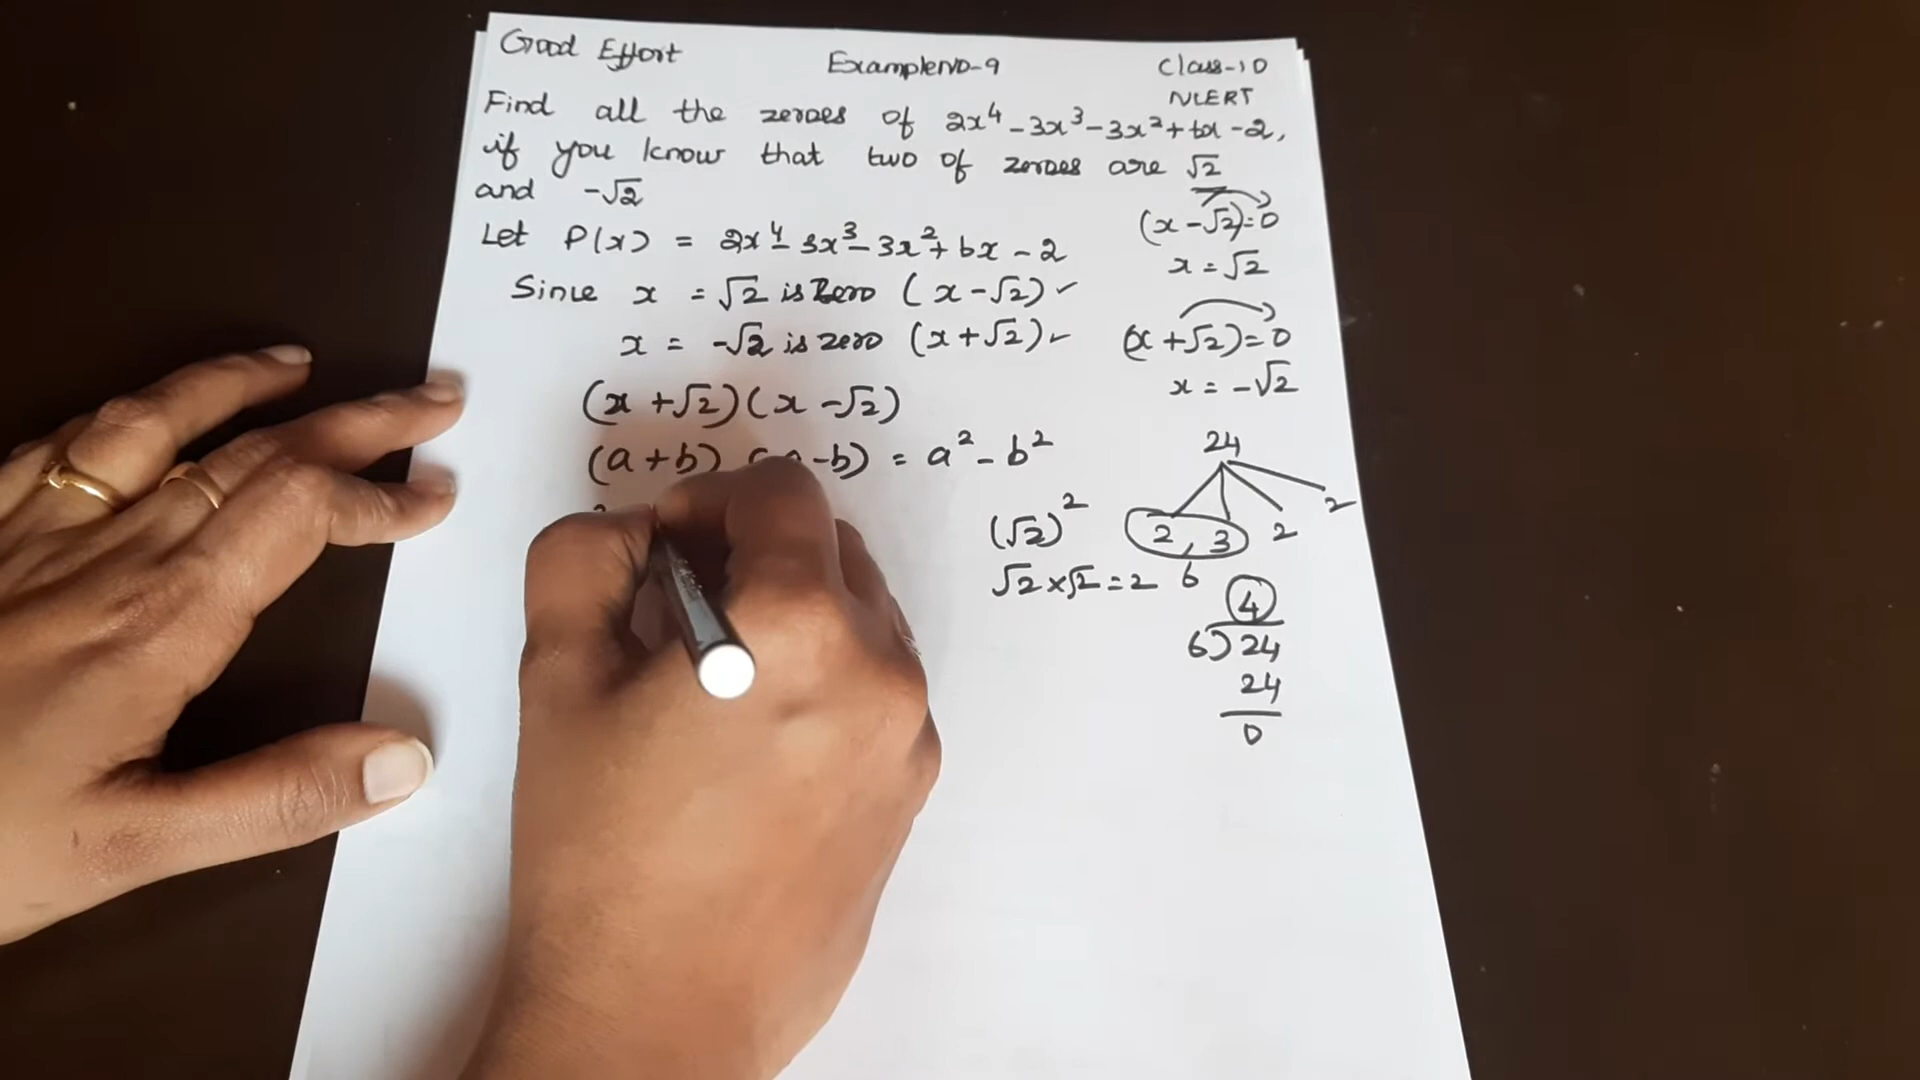 Good Effort
Example NO-9
Class-10
NCERT
Find all the zeroes of 2x⁴-3x³-3x²+6x-2,
if you know that two of zeroes are √2
and -√2
Let P(x) = 2x⁴-3x³-3x²+6x-2
Since x = √2 is Zero (x-√2) ✓
x = -√2 is zero (x+√2) ✓
(x+√2)(x-√2)
(a+b) (a-b) = a²-b²
(x-√2)=0
x=√2
(x+√2)=0
x=-√2
24
2, 3 2 2
6
(√2)²
√2×√2=2
4
6)24
24
0